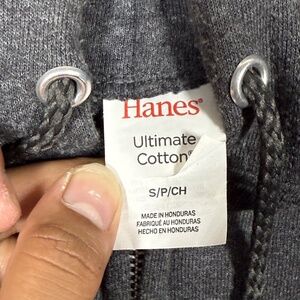 Hanes®
Ultimate
Cotton®
S/P/CH
MADE IN HONDURAS
FABRIQUÉ AU HONDURAS
HECHO EN HONDURAS